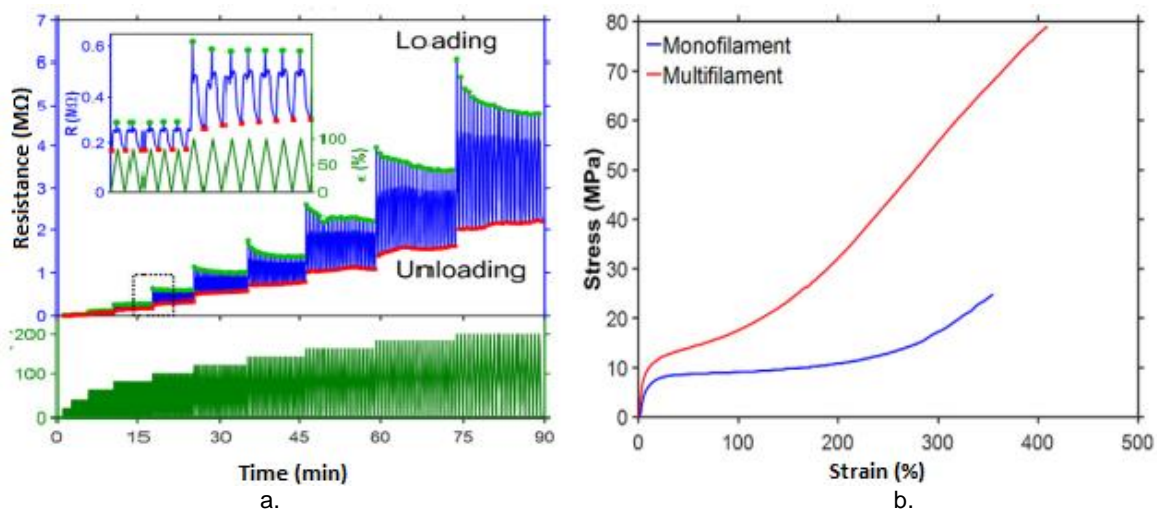 7
6
5
4
3
2
1
0
Resistance (MΩ)
0.6
0.4
0.2
0
R (MΩ)
100
50
0
ε (%)
Loading
Unloading
200
100
0
0 15 30 45 60 75 90
Time (min)
a.
80
70
60
50
40
30
20
10
0
Stress (MPa)
Monofilament
Multifilament
0 100 200 300 400 500
Strain (%)
b.